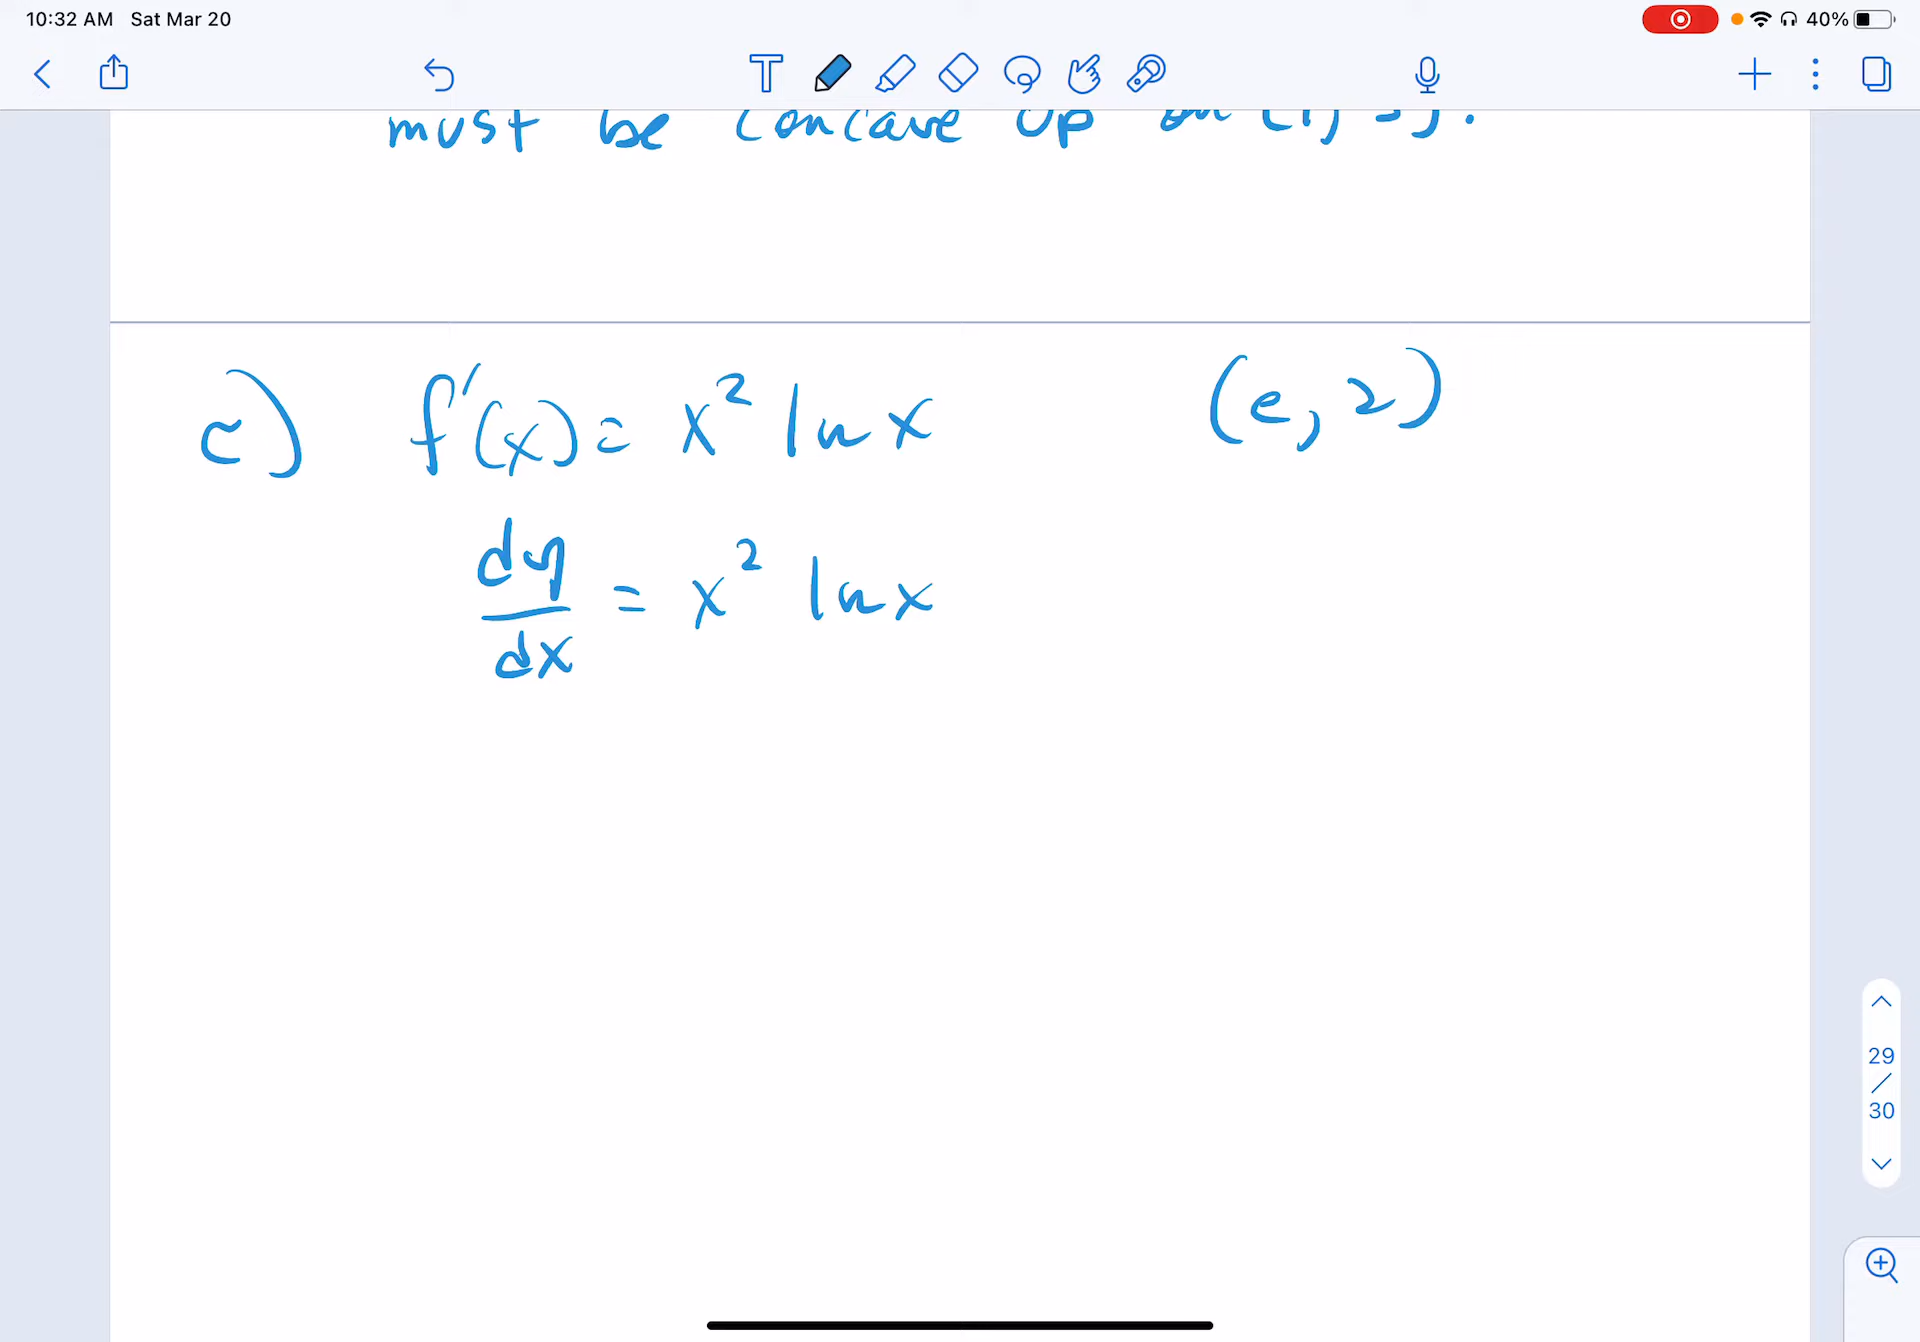 10:32 AM Sat Mar 20
40%
T
must be concave up on
c) f'(x) = x² ln x (e, 2)
dy/dx = x² ln x
29
/
30